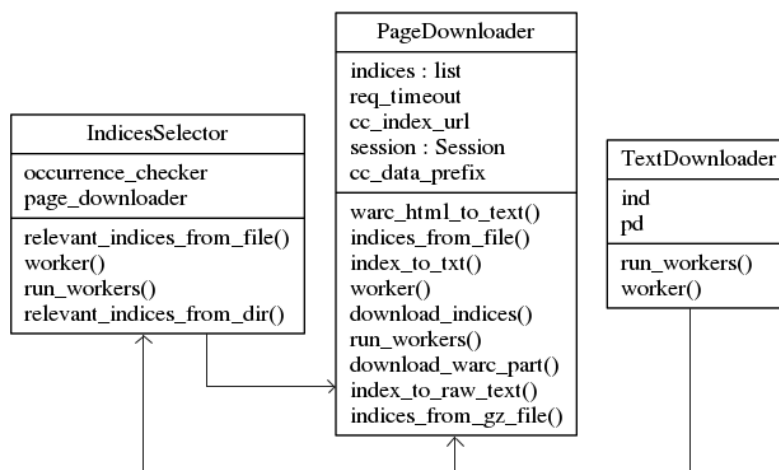 PageDownloader
indices : list
req_timeout
cc_index_url
session : Session
cc_data_prefix
warc_html_to_text()
indices_from_file()
index_to_txt()
worker()
download_indices()
run_workers()
download_warc_part()
index_to_raw_text()
indices_from_gz_file()
IndicesSelector
occurrence_checker
page_downloader
relevant_indices_from_file()
worker()
run_workers()
relevant_indices_from_dir()
TextDownloader
ind
pd
run_workers()
worker()